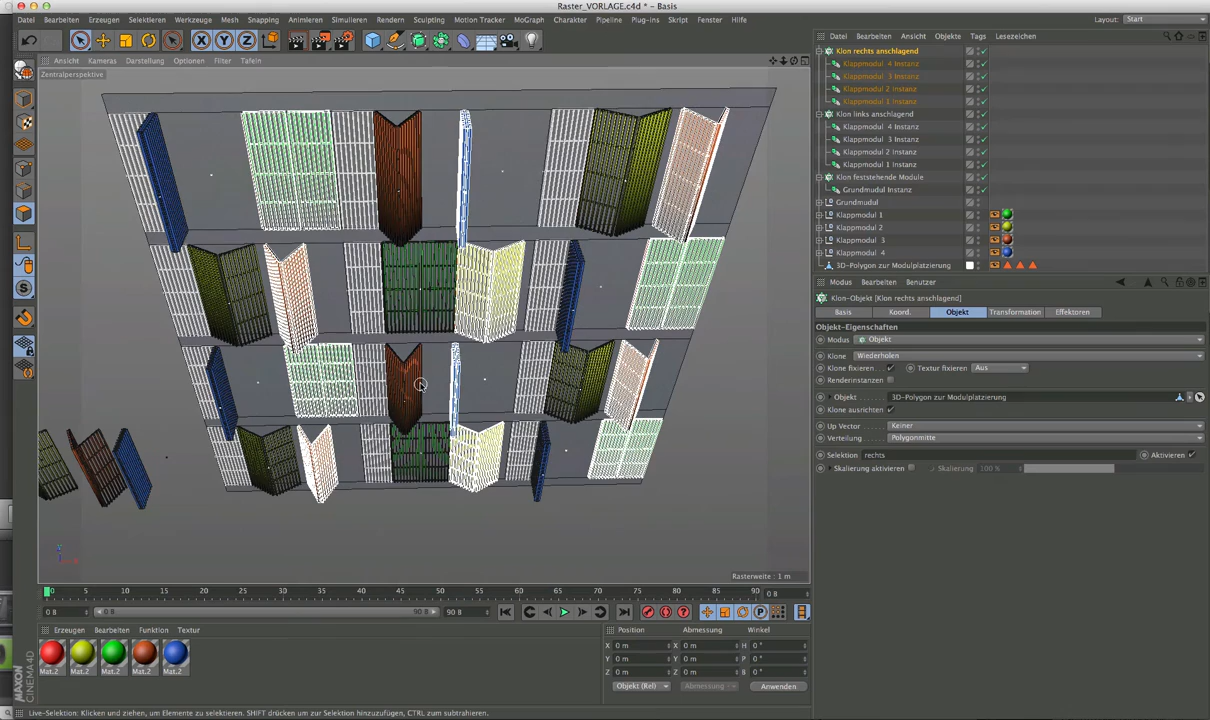 Raster_VORLAGE.c4d * - Basis
Datei Bearbeiten Erzeugen Selektieren Werkzeuge Mesh Snapping Animieren Simulieren Rendern Sculpting Motion Tracker MoGraph Character Pipeline Plug-ins Skript Fenster Hilfe
Layout: Start
Ansicht Kameras Darstellung Optionen Filter Tafeln
Zentralperspektive
Rasterweite : 1 m
Datei Bearbeiten Ansicht Objekte Tags Lesezeichen
Klon rechts anschlagend
Klappmodul 4 Instanz
Klappmodul 3 Instanz
Klappmodul 2 Instanz
Klappmodul 1 Instanz
Klon links anschlagend
Klappmodul 4 Instanz
Klappmodul 3 Instanz
Klappmodul 2 Instanz
Klappmodul 1 Instanz
Klon feststehende Module
Grundmudul Instanz
Grundmudul
Klappmodul 1
Klappmodul 2
Klappmodul 3
Klappmodul 4
3D-Polygon zur Modulplatzierung
Modus Bearbeiten Benutzer
Klon-Objekt [Klon rechts anschlagend]
Basis Koord. Objekt Transformation Effektoren
Objekt-Eigenschaften
Modus Objekt
Klone Wiederholen
Klone fixieren Textur fixieren Aus
Renderinstanzen
Objekt 3D-Polygon zur Modulplatzierung
Klone ausrichten
Up Vector Keiner
Verteilung Polygonmitte
Selektion rechts Aktivieren
Skalierung aktivieren Skalierung 100 %
0 5 10 15 20 25 30 35 40 45 50 55 60 65 70 75 80 85 90 0 B
0 B 0 B 90 B 90 B
Erzeugen Bearbeiten Funktion Textur
Mat.2 Mat.2 Mat.2 Mat.2 Mat.2
Position Abmessung Winkel
X 0 m X 0 m H 0 °
Y 0 m Y 0 m P 0 °
Z 0 m Z 0 m B 0 °
Objekt (Rel) Abmessung Anwenden
MAXON
CINEMA4D
Live-Selektion: Klicken und ziehen, um Elemente zu selektieren. SHIFT drücken um zur Selektion hinzuzufügen, CTRL zum subtrahieren.